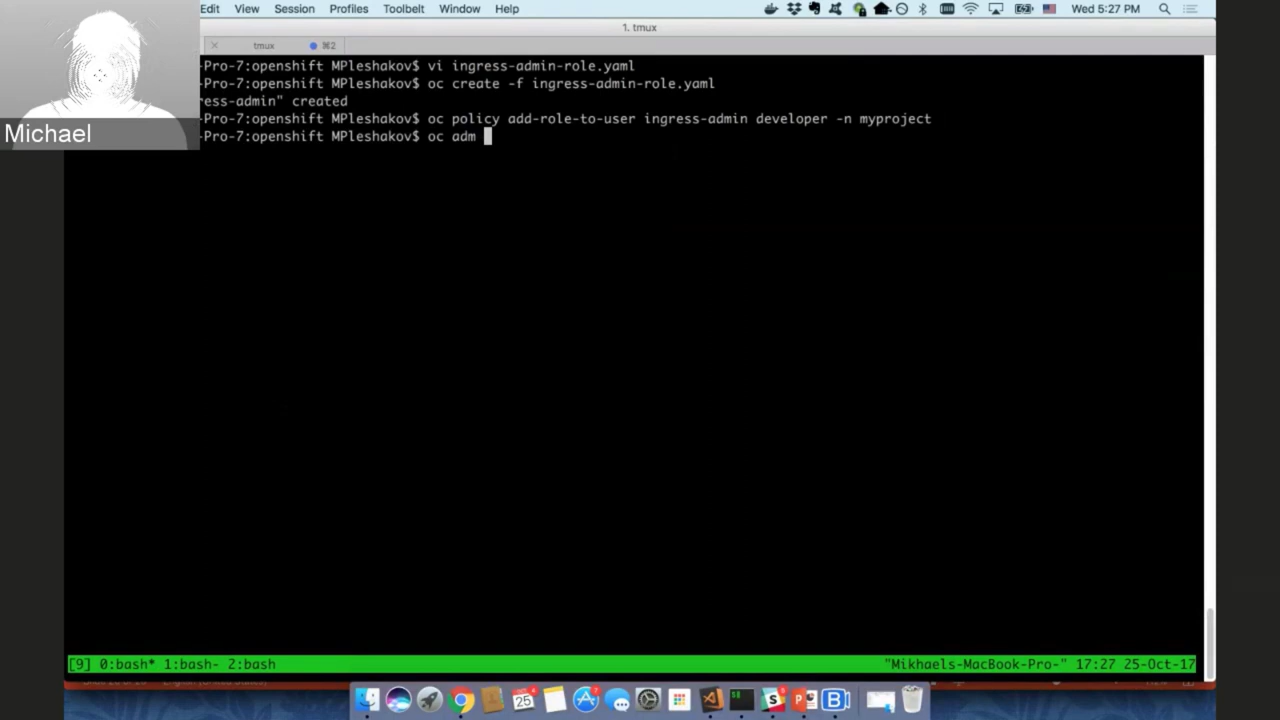 Edit View Session Profiles Toolbelt Window Help Wed 5:27 PM
1. tmux
tmux ⌘2
-Pro-7:openshift MPleshakov$ vi ingress-admin-role.yaml
-Pro-7:openshift MPleshakov$ oc create -f ingress-admin-role.yaml
ress-admin" created
-Pro-7:openshift MPleshakov$ oc policy add-role-to-user ingress-admin developer -n myproject
-Pro-7:openshift MPleshakov$ oc adm
Michael
[9] 0:bash* 1:bash- 2:bash "Mikhaels-MacBook-Pro-" 17:27 25-Oct-17
25